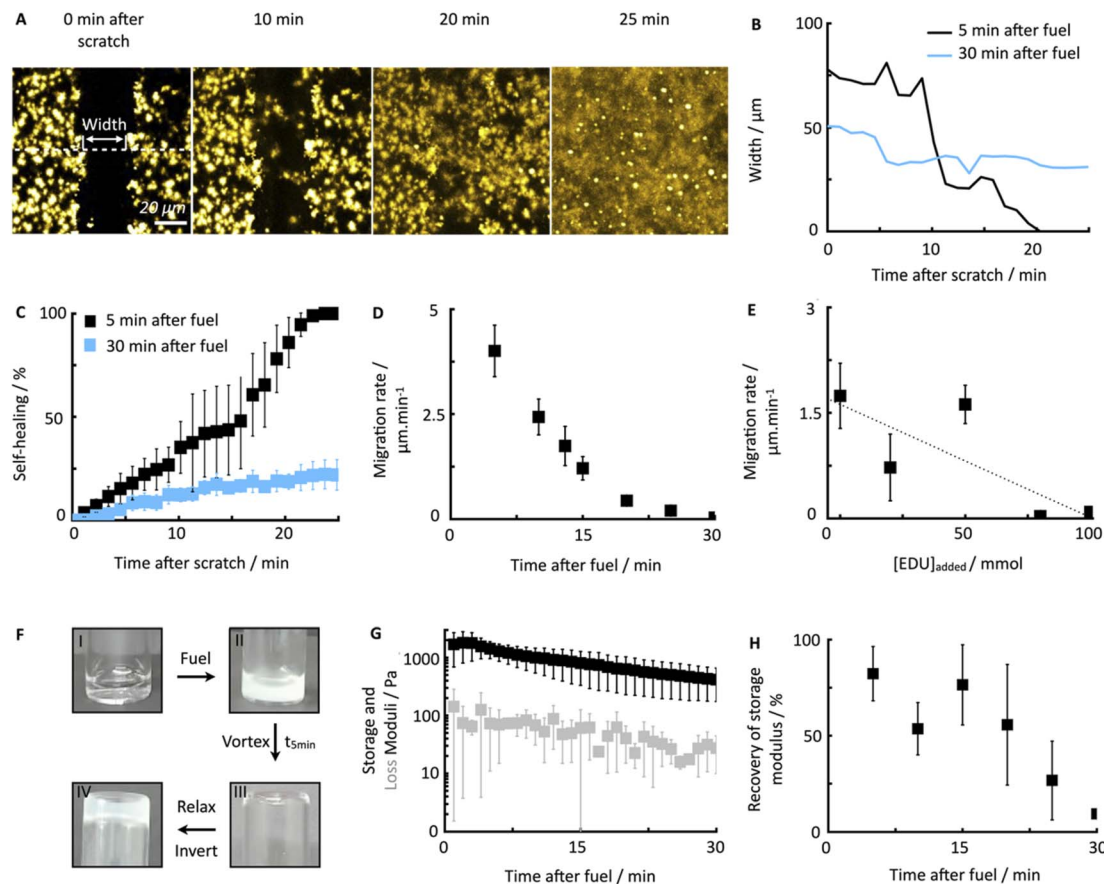 A
0 min after
scratch
10 min
20 min
25 min
Width
20 μm
B
100
50
0
Width / μm
5 min after fuel
30 min after fuel
0
10
20
Time after scratch / min
C
100
50
0
Self-healing / %
5 min after fuel
30 min after fuel
0
10
20
Time after scratch / min
D
5
2.5
0
Migration rate /
μm.min⁻¹
0
15
30
Time after fuel / min
E
3
1.5
0
Migration rate /
μm.min⁻¹
0
50
100
[EDU]added / mmol
F
I
Fuel
II
Vortex
t5min
III
Relax
Invert
IV
G
1000
100
10
0
Storage and
Loss Moduli / Pa
0
15
30
Time after fuel / min
H
100
50
0
Recovery of storage
modulus / %
0
15
30
Time after fuel / min